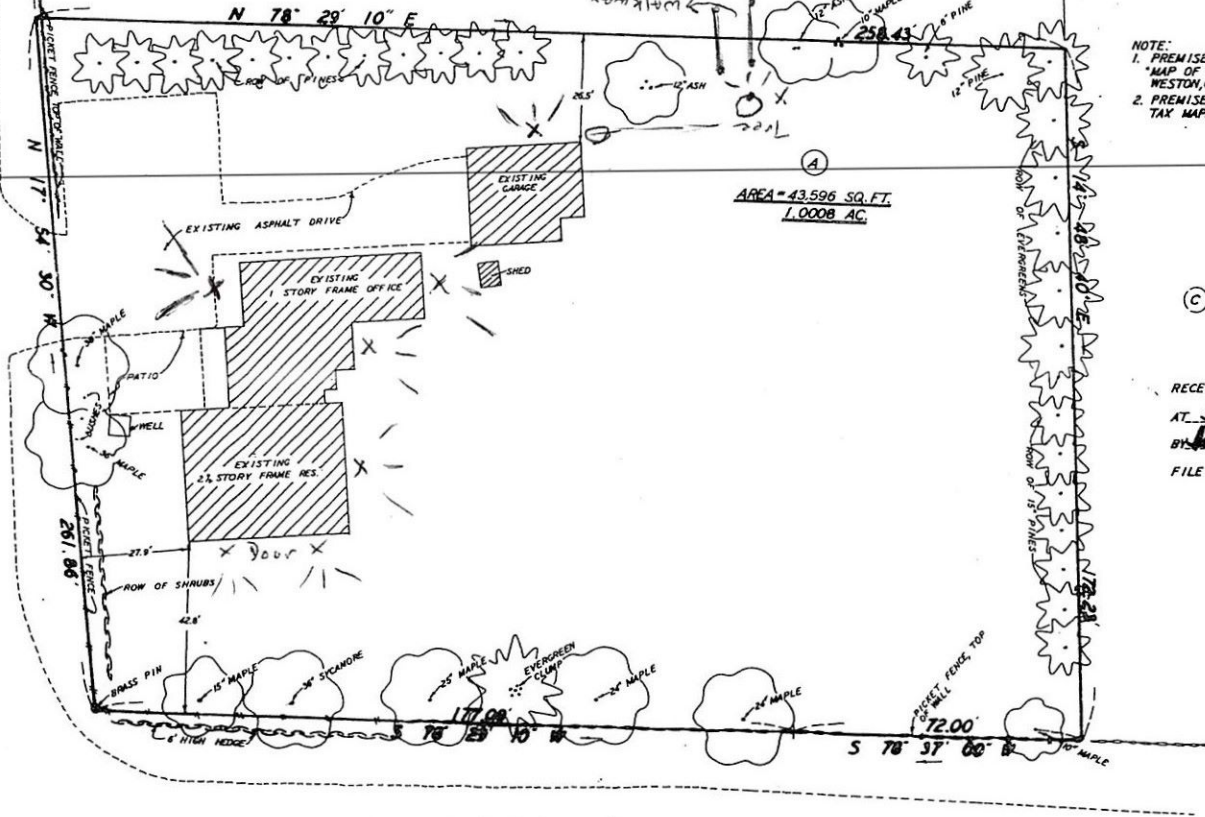 N 78° 29' 10" E
WALKWAY
12" ASH
10" MAPLE
8" PINE
258.43'
PICKET FENCE, TOP OF WALL
ROW OF PINES
26.5'
12" ASH
X
Tree
12" PINE
NOTE:
1. PREMISE
"MAP OF
WESTON,
2. PREMISE
TAX MAP
N 17° 54' 30" W
EXISTING
GARAGE
A
AREA = 43,596 SQ. FT.
1.0008 AC.
EXISTING ASPHALT DRIVE
ROW OF EVERGREENS
S 14° 48' 40" E
EXISTING
1 STORY FRAME OFFICE
SHED
C
MAPLE
PATIO
WELL
36" MAPLE
RECE
AT
BY
FILE
EXISTING
2½ STORY FRAME RES.
ROW OF 15" PINES
261.86'
PICKET FENCE
27.9'
Door
ROW OF SHRUBS
42.8'
172.28'
BRASS PIN
15" MAPLE
36" SYCAMORE
25" MAPLE
EVERGREEN
CLUMP
24" MAPLE
24" MAPLE
PICKET FENCE, TOP
OF WALL
177.09'
72.00'
6' HIGH HEDGE
S 78° 29' 10" W
S 78° 37' 00" W
10" MAPLE